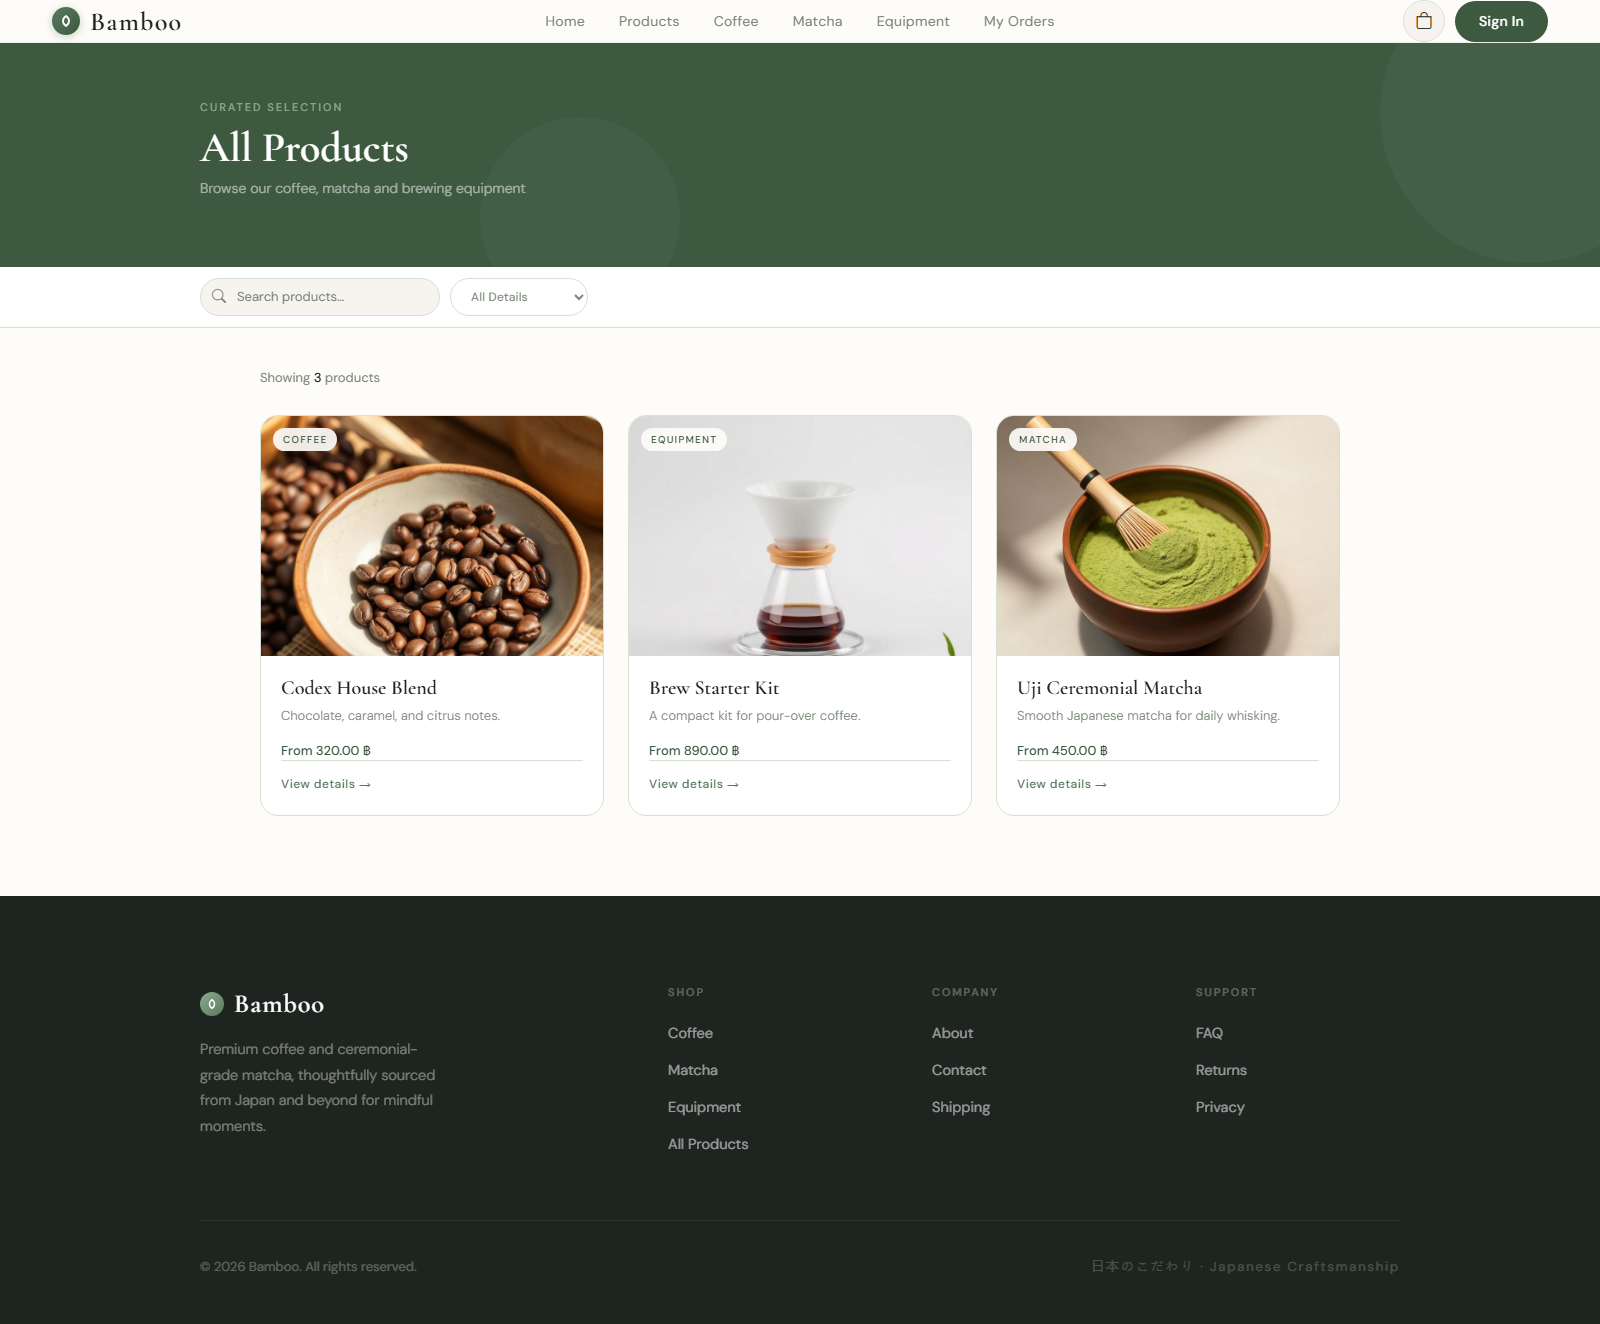 Bamboo
Home Products Coffee Matcha Equipment My Orders
Sign In
CURATED SELECTION
All Products
Browse our coffee, matcha and brewing equipment
Search products...
All Details
Showing 3 products
COFFEE
EQUIPMENT
MATCHA
Codex House Blend
Chocolate, caramel, and citrus notes.
From 320.00 ฿
View details →
Brew Starter Kit
A compact kit for pour-over coffee.
From 890.00 ฿
View details →
Uji Ceremonial Matcha
Smooth Japanese matcha for daily whisking.
From 450.00 ฿
View details →
Bamboo
Premium coffee and ceremonial-
grade matcha, thoughtfully sourced
from Japan and beyond for mindful
moments.
SHOP
Coffee
Matcha
Equipment
All Products
COMPANY
About
Contact
Shipping
SUPPORT
FAQ
Returns
Privacy
© 2026 Bamboo. All rights reserved.
日本のこだわり · Japanese Craftsmanship